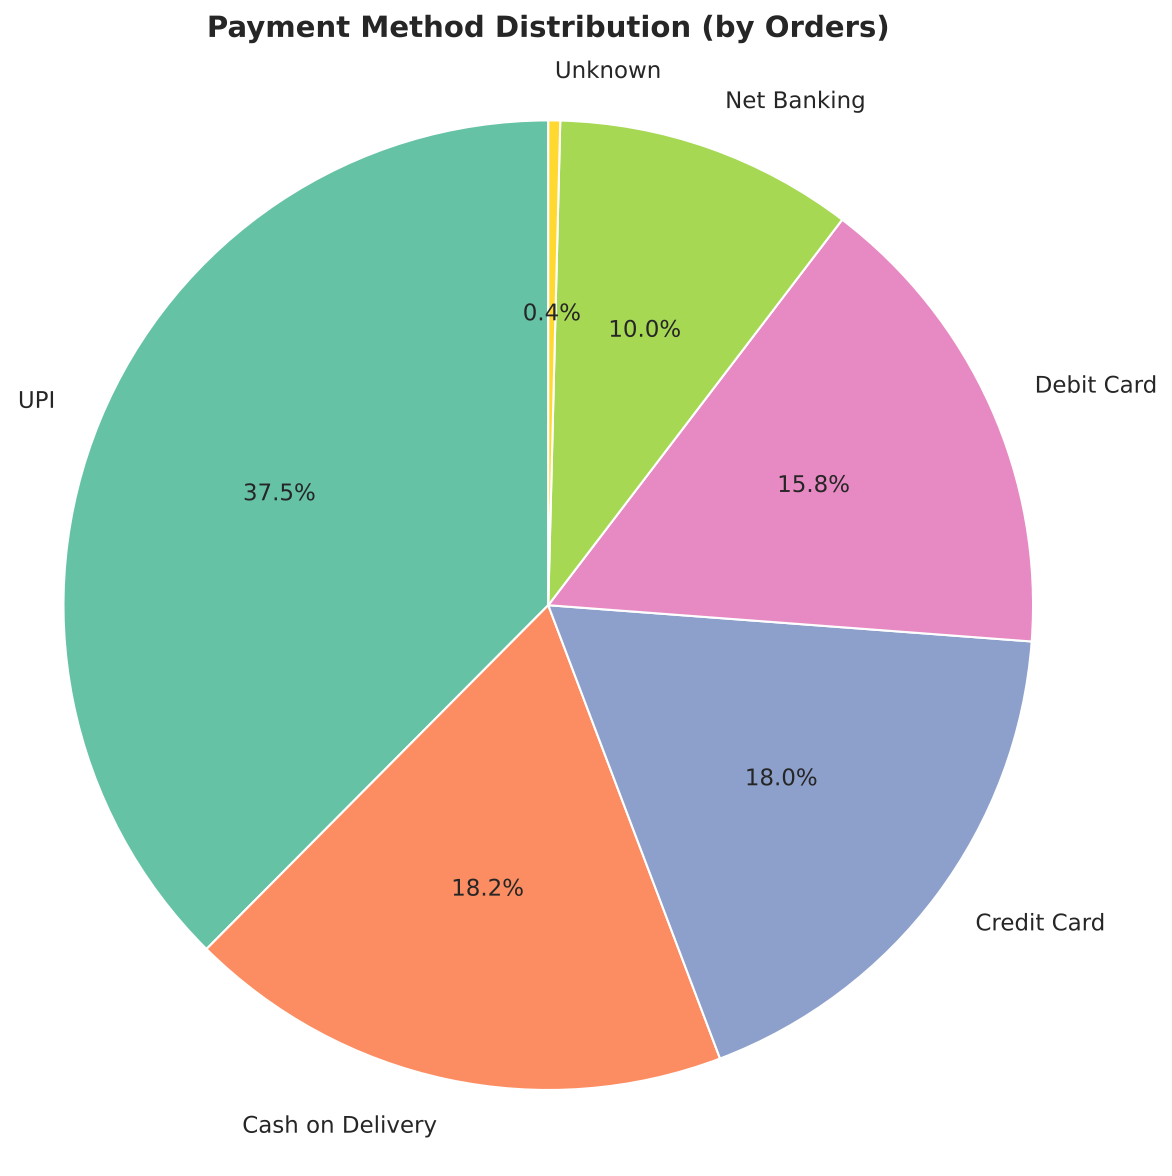 Payment Method Distribution (by Orders)
Unknown
Net Banking
0.4%
10.0%
Debit Card
UPI
15.8%
37.5%
18.0%
18.2%
Credit Card
Cash on Delivery